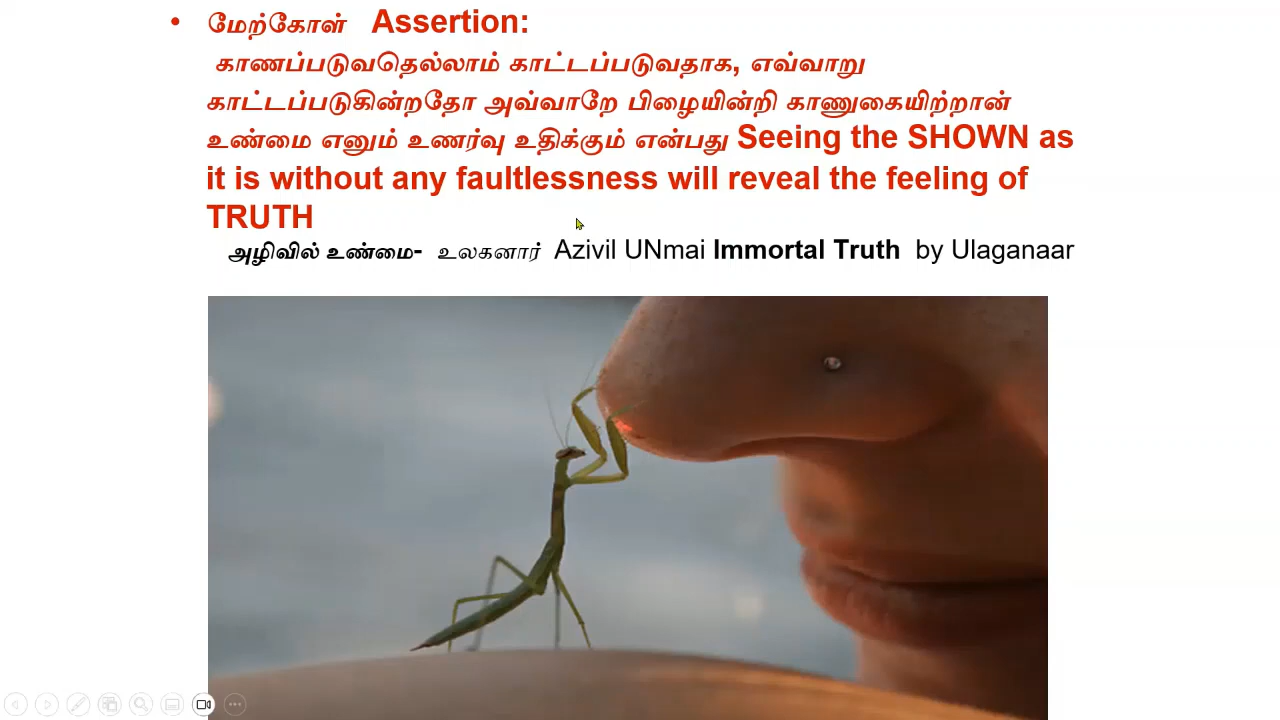 • மேற்கோள் Assertion:
காணப்படுவதெல்லாம் காட்டப்படுவதாக, எவ்வாறு
காட்டப்படுகின்றதோ அவ்வாறே பிழையின்றி காணுகையிற்றான்
உண்மை எனும் உணர்வு உதிக்கும் என்பது Seeing the SHOWN as
it is without any faultlessness will reveal the feeling of
TRUTH
அழிவில் உண்மை- உலகனார் Azivil UNmai Immortal Truth by Ulaganaar